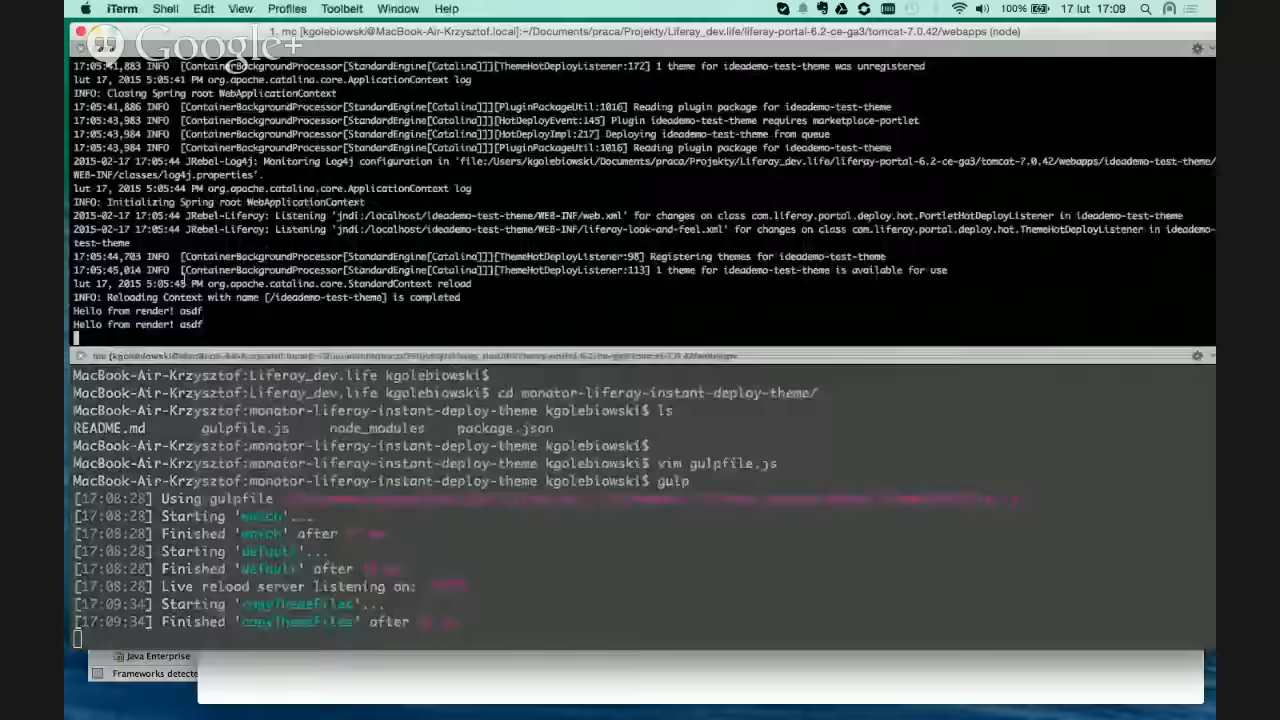 iTerm Shell Edit View Profiles Toolbelt Window Help 100% 17 lut 17:09
Google+
1. mc [kgolebiowski@MacBook-Air-Krzysztof.local]:~/Documents/praca/Projekty/Liferay_dev.life/liferay-portal-6.2-ce-ga3/tomcat-7.0.42/webapps (node)
17:05:41,883 INFO [ContainerBackgroundProcessor[StandardEngine[Catalina]]][ThemeHotDeployListener:172] 1 theme for ideademo-test-theme was unregistered
lut 17, 2015 5:05:41 PM org.apache.catalina.core.ApplicationContext log
INFO: Closing Spring root WebApplicationContext
17:05:41,886 INFO [ContainerBackgroundProcessor[StandardEngine[Catalina]]][PluginPackageUtil:1016] Reading plugin package for ideademo-test-theme
17:05:43,983 INFO [ContainerBackgroundProcessor[StandardEngine[Catalina]]][HotDeployEvent:145] Plugin ideademo-test-theme requires marketplace-portlet
17:05:43,984 INFO [ContainerBackgroundProcessor[StandardEngine[Catalina]]][HotDeployImpl:217] Deploying ideademo-test-theme from queue
17:05:43,984 INFO [ContainerBackgroundProcessor[StandardEngine[Catalina]]][PluginPackageUtil:1016] Reading plugin package for ideademo-test-theme
2015-02-17 17:05:44 JRebel-Log4j: Monitoring Log4j configuration in 'file:/Users/kgolebiowski/Documents/praca/Projekty/Liferay_dev.life/liferay-portal-6.2-ce-ga3/tomcat-7.0.42/webapps/ideademo-test-theme/
WEB-INF/classes/log4j.properties'.
lut 17, 2015 5:05:44 PM org.apache.catalina.core.ApplicationContext log
INFO: Initializing Spring root WebApplicationContext
2015-02-17 17:05:44 JRebel-Liferay: Listening 'jndi:/localhost/ideademo-test-theme/WEB-INF/web.xml' for changes on class com.liferay.portal.deploy.hot.PortletHotDeployListener in ideademo-test-theme
2015-02-17 17:05:44 JRebel-Liferay: Listening 'jndi:/localhost/ideademo-test-theme/WEB-INF/liferay-look-and-feel.xml' for changes on class com.liferay.portal.deploy.hot.ThemeHotDeployListener in ideademo-
test-theme
17:05:44,703 INFO [ContainerBackgroundProcessor[StandardEngine[Catalina]]][ThemeHotDeployListener:98] Registering themes for ideademo-test-theme
17:05:45,014 INFO [ContainerBackgroundProcessor[StandardEngine[Catalina]]][ThemeHotDeployListener:113] 1 theme for ideademo-test-theme is available for use
lut 17, 2015 5:05:45 PM org.apache.catalina.core.StandardContext reload
INFO: Reloading Context with name [/ideademo-test-theme] is completed
Hello from render! asdf
Hello from render! asdf
MacBook-Air-Krzysztof:Liferay_dev.life kgolebiowski$
MacBook-Air-Krzysztof:Liferay_dev.life kgolebiowski$ cd monator-liferay-instant-deploy-theme/
MacBook-Air-Krzysztof:monator-liferay-instant-deploy-theme kgolebiowski$ ls
README.md gulpfile.js node_modules package.json
MacBook-Air-Krzysztof:monator-liferay-instant-deploy-theme kgolebiowski$
MacBook-Air-Krzysztof:monator-liferay-instant-deploy-theme kgolebiowski$ vim gulpfile.js
MacBook-Air-Krzysztof:monator-liferay-instant-deploy-theme kgolebiowski$ gulp
[17:08:28] Using gulpfile
[17:08:28] Starting 'watch'...
[17:08:28] Finished 'watch' after
[17:08:28] Starting 'default'...
[17:08:28] Finished 'default' after
[17:08:28] Live reload server listening on:
[17:09:34] Starting 'copyThemeFiles'...
[17:09:34] Finished 'copyThemeFiles' after
Java Enterprise
Frameworks detecte